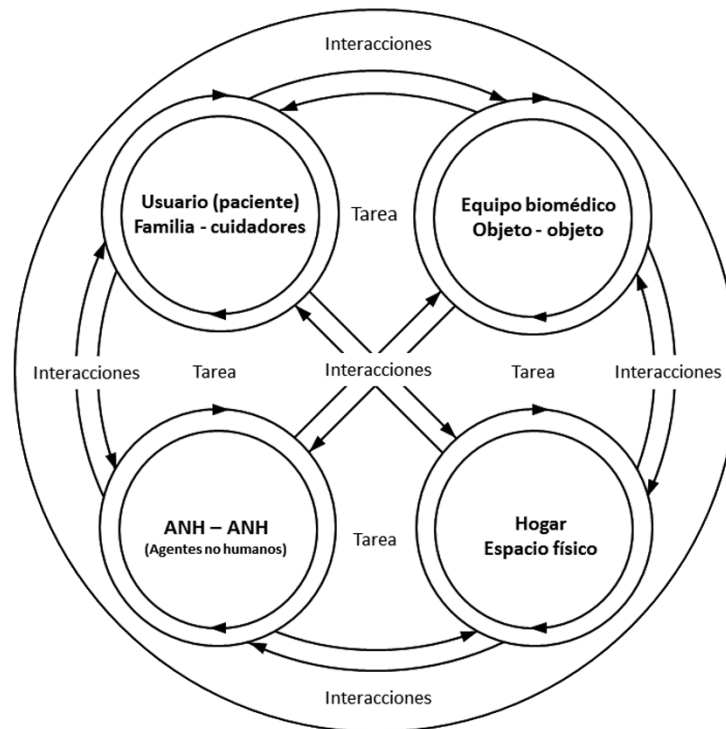 Interacciones
Usuario (paciente)
Familia - cuidadores
Tarea
Equipo biomédico
Objeto - objeto
Interacciones
Tarea
Interacciones
Tarea
Interacciones
ANH – ANH
(Agentes no humanos)
Tarea
Hogar
Espacio físico
Interacciones